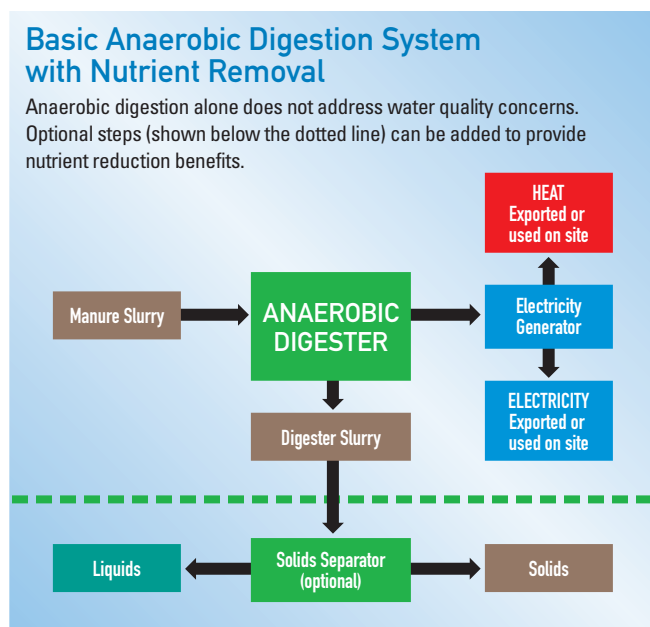 Basic Anaerobic Digestion System
with Nutrient Removal
Anaerobic digestion alone does not address water quality concerns.
Optional steps (shown below the dotted line) can be added to provide
nutrient reduction benefits.
HEAT
Exported or
used on site
Manure Slurry
ANAEROBIC
DIGESTER
Electricity
Generator
ELECTRICITY
Exported or
used on site
Digester Slurry
Liquids
Solids Separator
(optional)
Solids